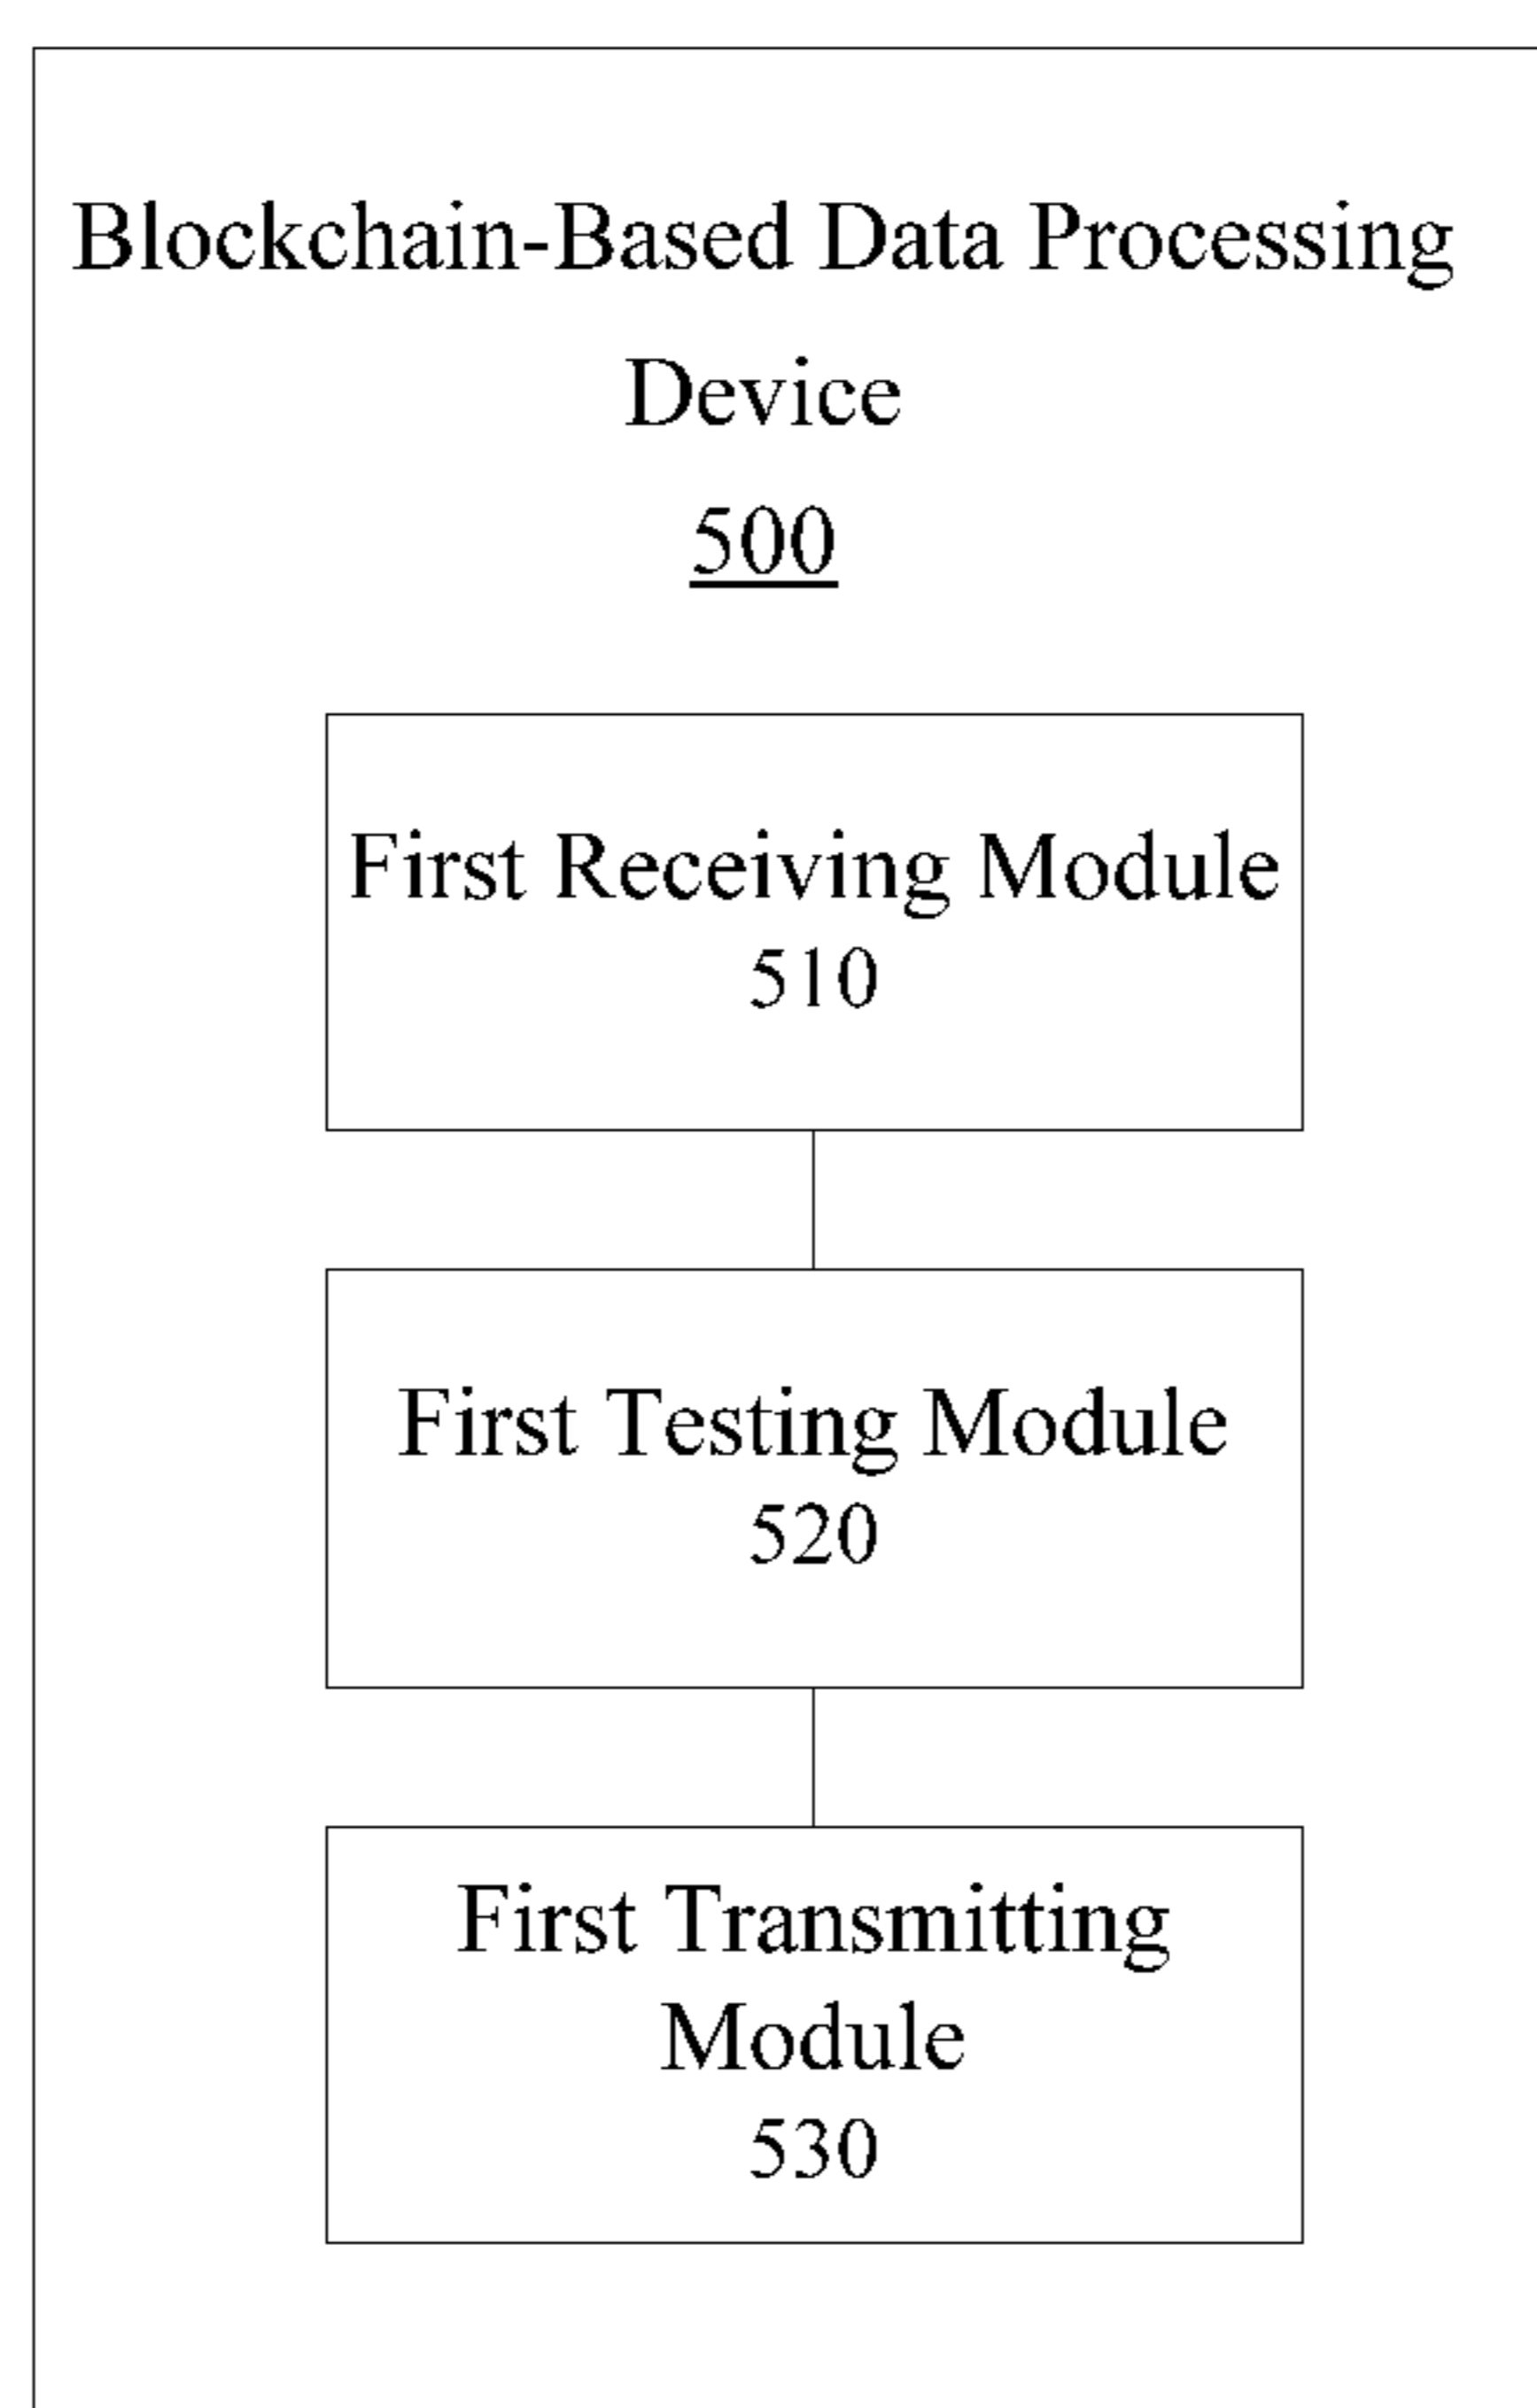 Blockchain-Based Data Processing
Device
500
First Receiving Module
510
First Testing Module
520
First Transmitting
Module
530